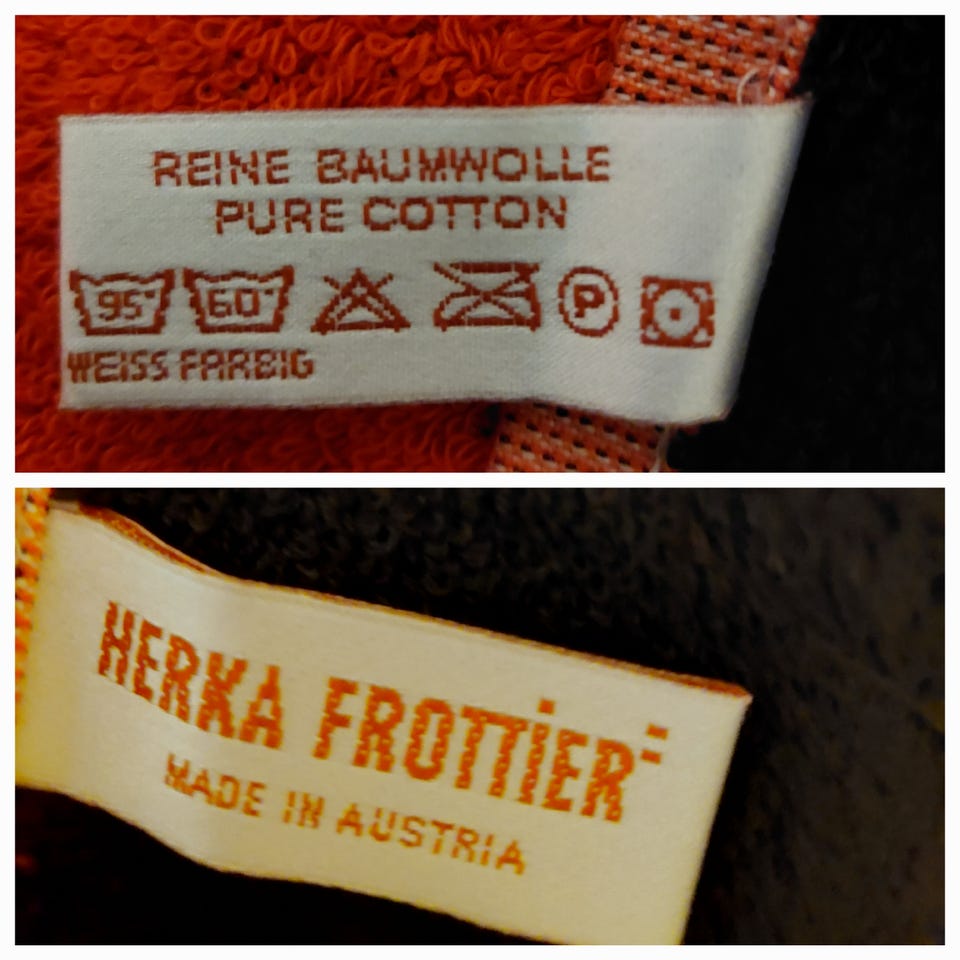 REINE BAUMWOLLE
PURE COTTON
95° 60° P
WEISS FARBIG
HERKA FROTTIER
MADE IN AUSTRIA